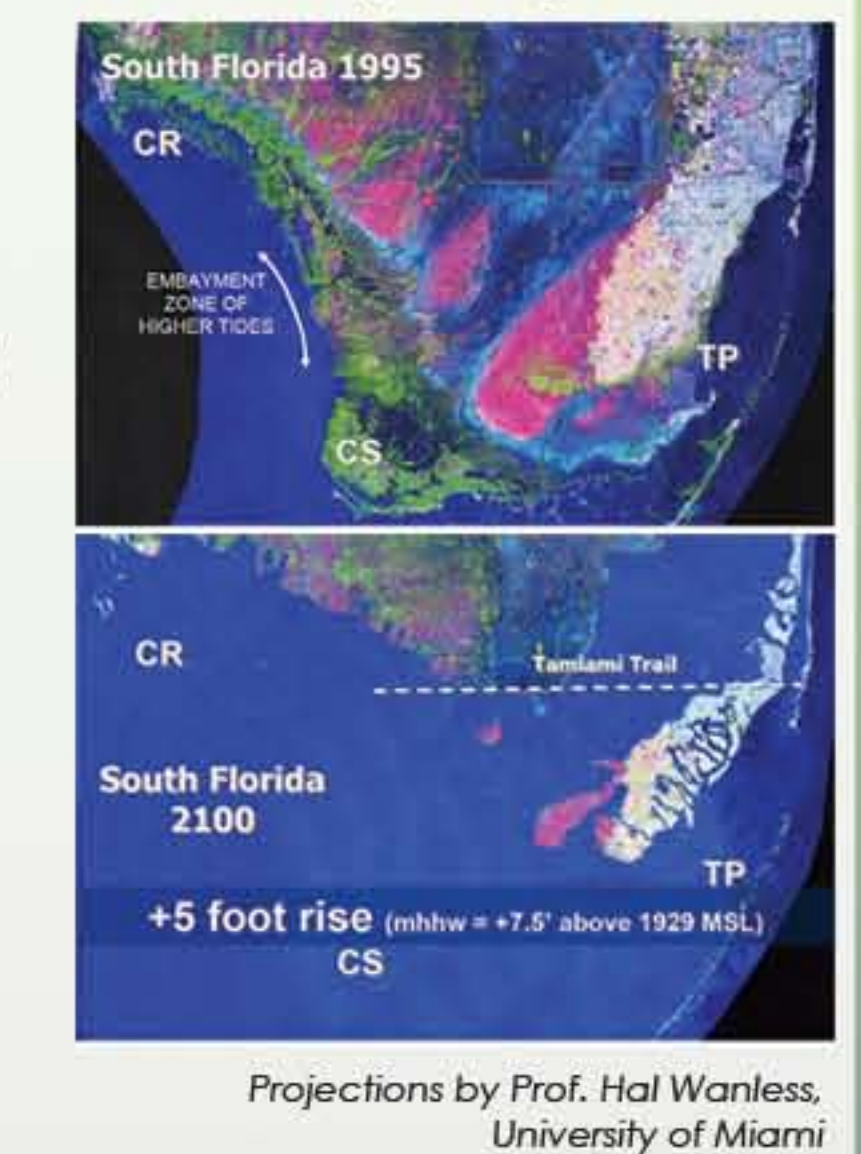 South Florida 1995
CR
EMBAYMENT
ZONE OF
HIGHER TIDES
TP
CS
CR
Tamiami Trail
South Florida
2100
TP
+5 foot rise (mhhw = +7.5' above 1929 MSL)
CS
Projections by Prof. Hal Wanless,
University of Miami